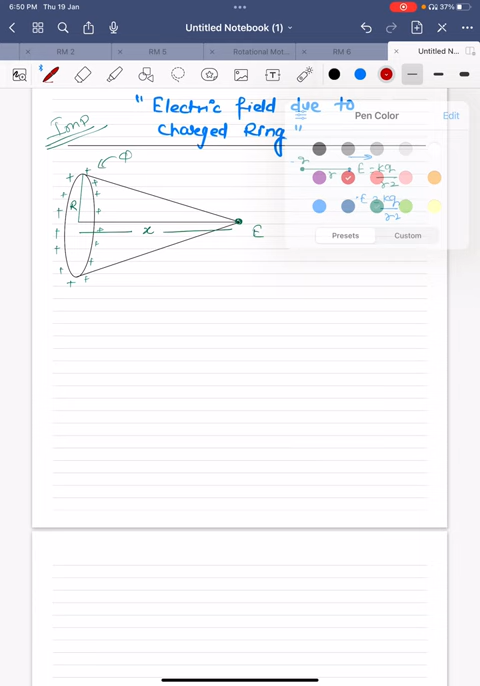 6:50 PM Thu 19 Jan
37%
Untitled Notebook (1)
RM 2
RM 5
Rotational Mot...
RM 6
Untitled N...
Imp
" Electric field due to
charged Ring "
Pen Color
Edit
Presets
Custom
R
x
E
r
+ + + + + + + + + + + + + + + +